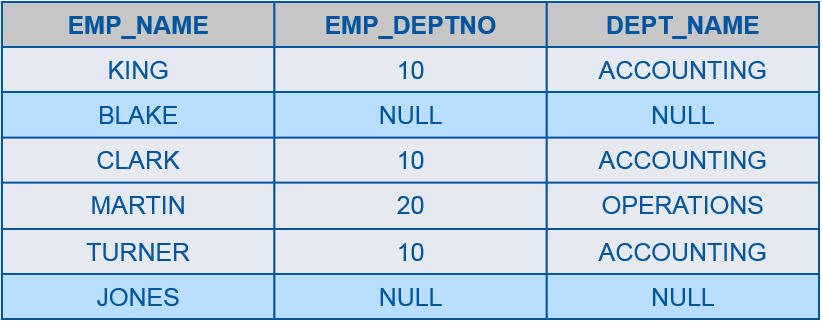 EMP_NAME EMP_DEPTNO DEPT_NAME
KING 10 ACCOUNTING
BLAKE NULL NULL
CLARK 10 ACCOUNTING
MARTIN 20 OPERATIONS
TURNER 10 ACCOUNTING
JONES NULL NULL